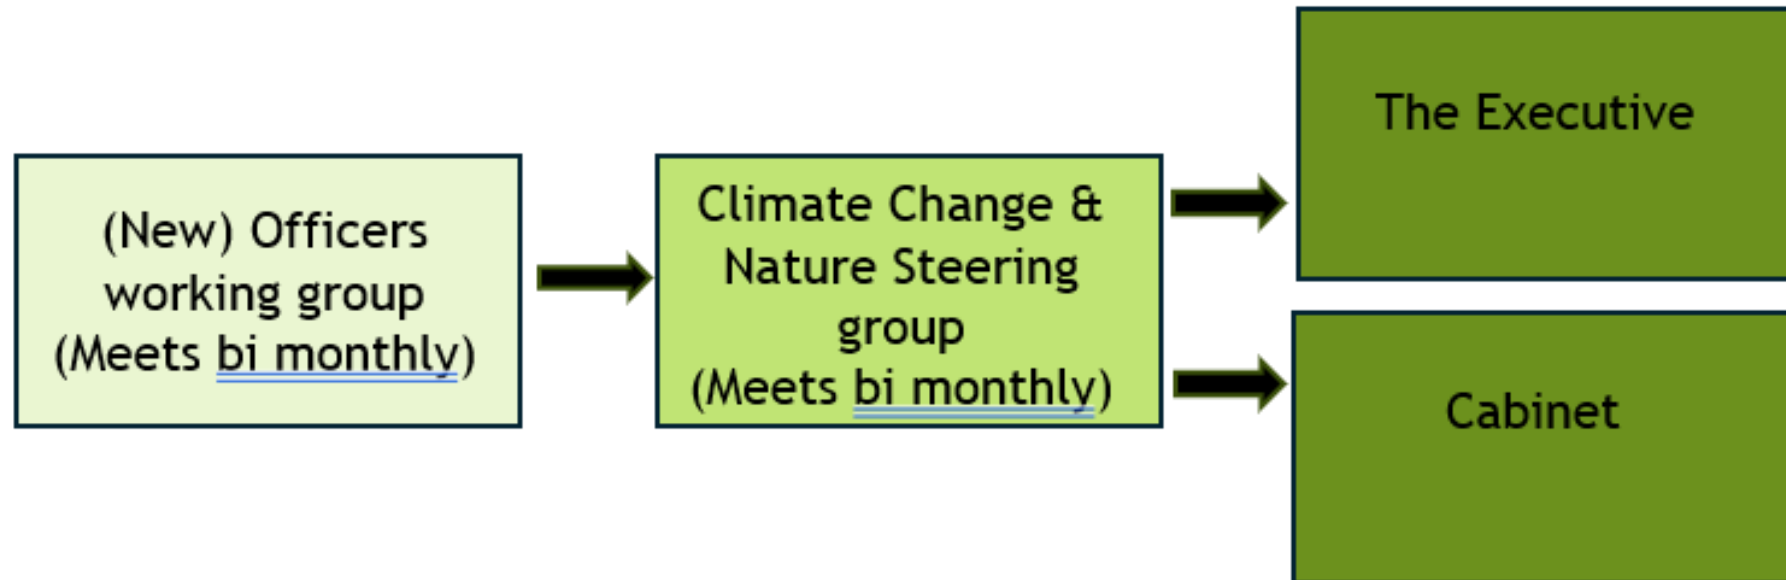 (New) Officers
working group
(Meets bi monthly)
Climate Change &
Nature Steering
group
(Meets bi monthly)
The Executive
Cabinet